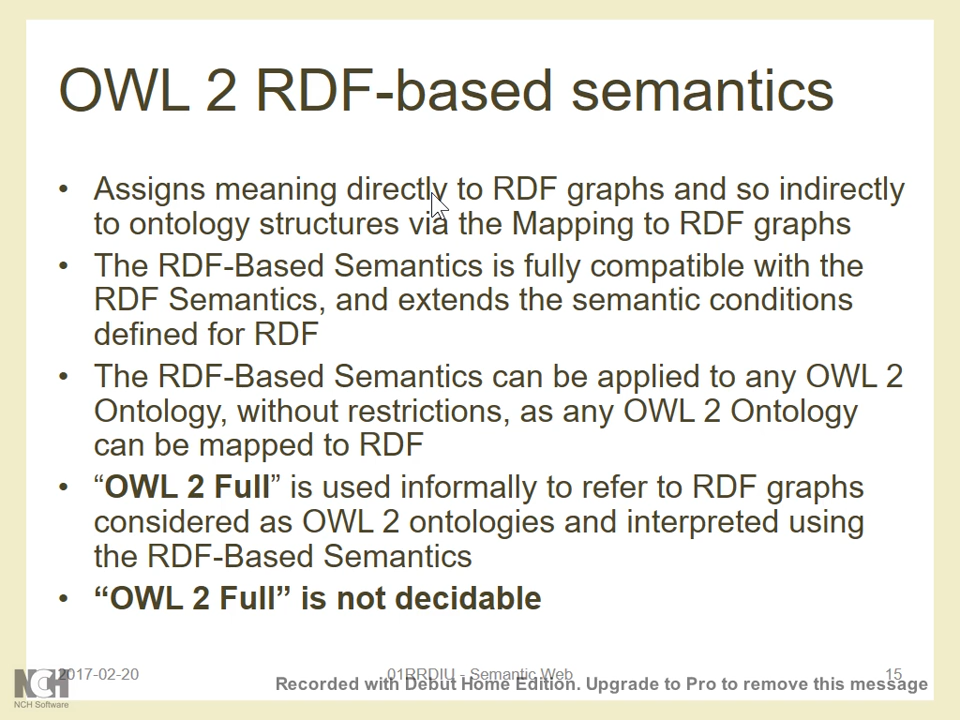 OWL 2 RDF-based semantics
• Assigns meaning directly to RDF graphs and so indirectly
to ontology structures via the Mapping to RDF graphs
• The RDF-Based Semantics is fully compatible with the
RDF Semantics, and extends the semantic conditions
defined for RDF
• The RDF-Based Semantics can be applied to any OWL 2
Ontology, without restrictions, as any OWL 2 Ontology
can be mapped to RDF
• “OWL 2 Full” is used informally to refer to RDF graphs
considered as OWL 2 ontologies and interpreted using
the RDF-Based Semantics
• “OWL 2 Full” is not decidable
2017-02-20 01RRDIU - Semantic Web 15
Recorded with Debut Home Edition. Upgrade to Pro to remove this message
NCH
NCH Software